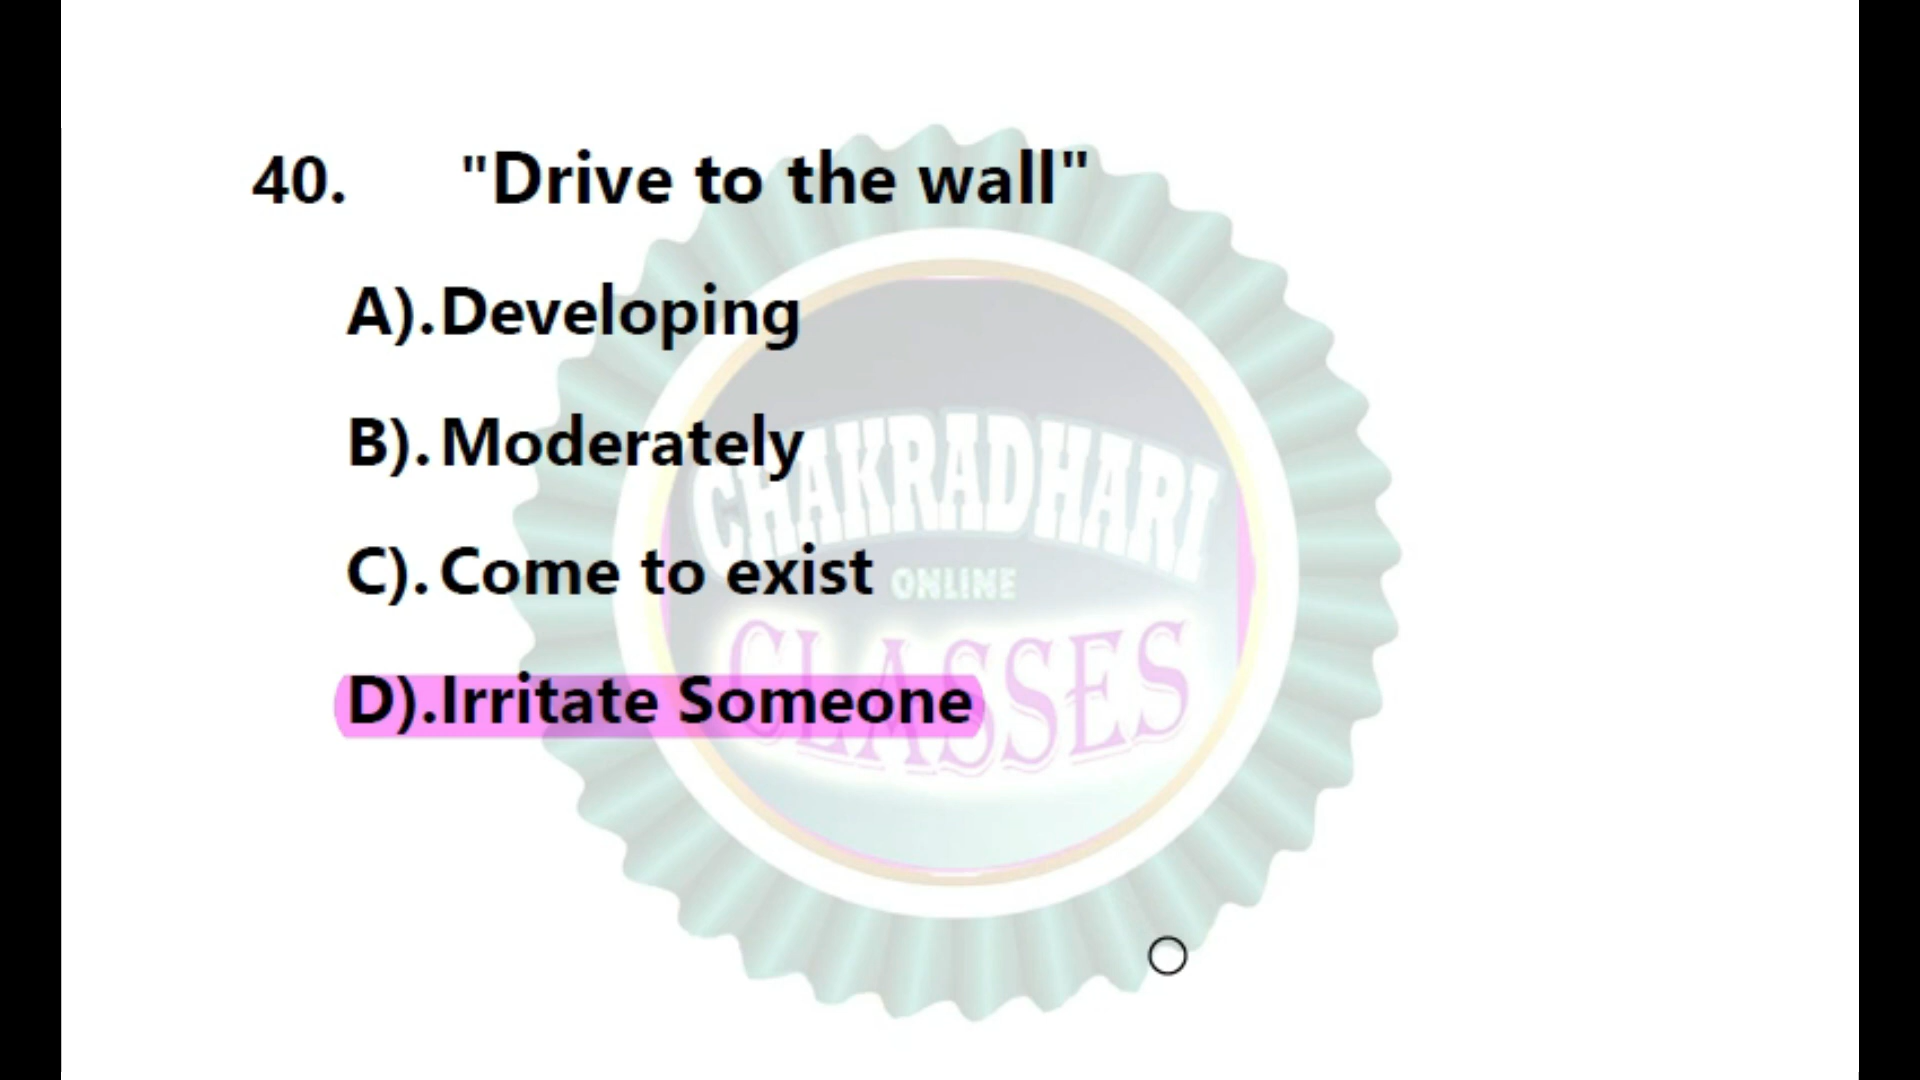 40. "Drive to the wall"
A).Developing
B).Moderately
C).Come to exist
D).Irritate Someone
CHAKRADHARI
ONLINE
CLASSES